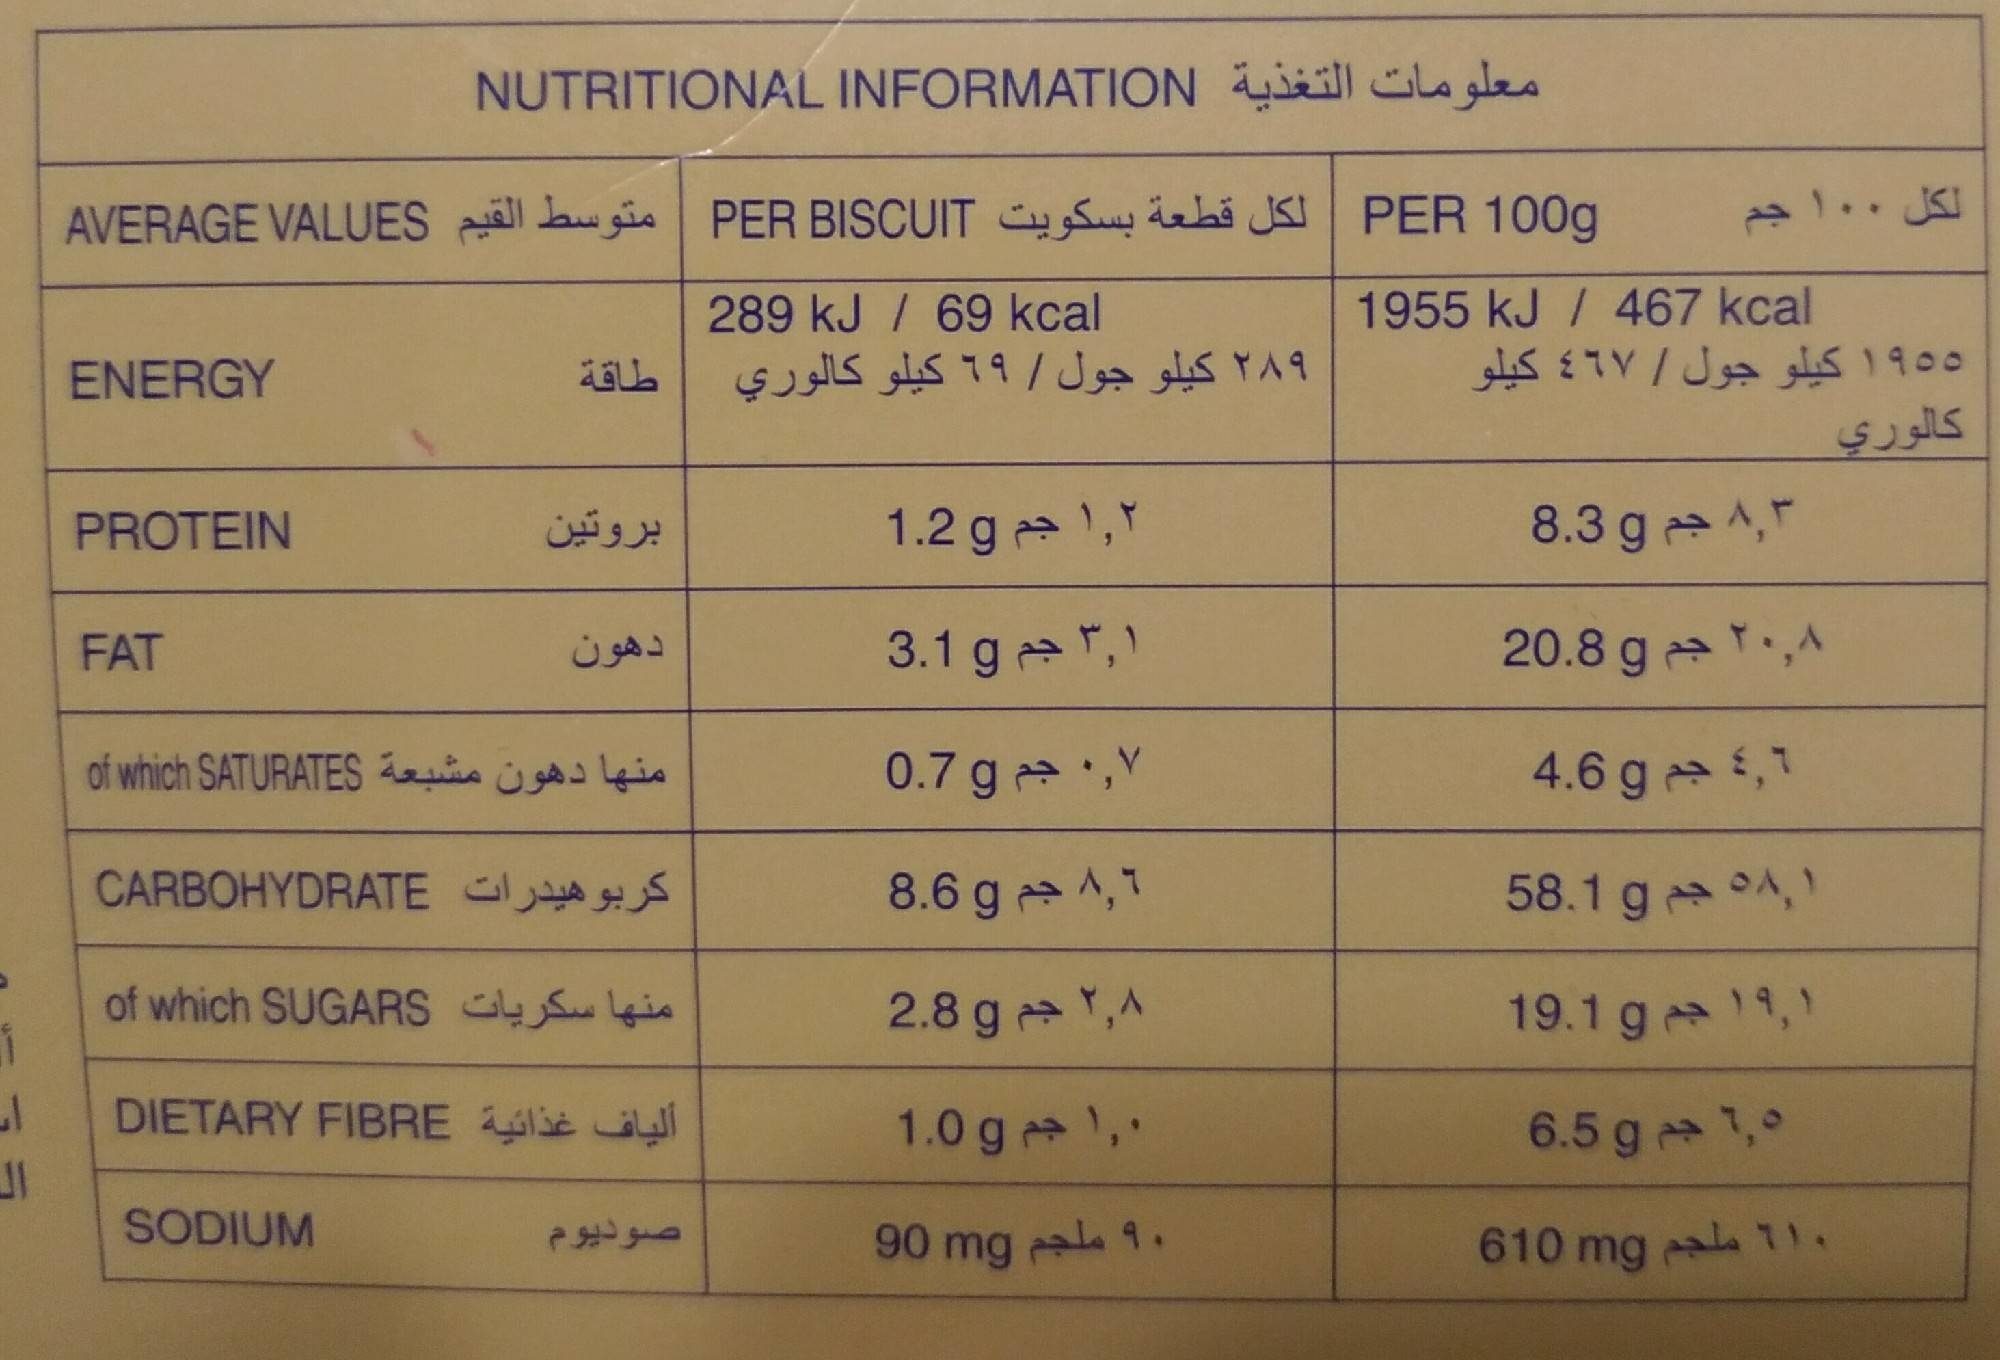 NUTRITIONAL INFORMATION معلومات التغذية
AVERAGE VALUES متوسط القيم PER BISCUIT لكل قطعة بسكويت PER 100g لكل ١٠٠ جم
ENERGY طاقة
289 kJ / 69 kcal
٢٨٩ كيلو جول / ٦٩ كيلو كالوري
1955 kJ / 467 kcal
١٩٥٥ كيلو جول / ٤٦٧ كيلو
كالوري
PROTEIN بروتين 1.2 g ١,٢ جم 8.3 g ٨,٣ جم
FAT دهون 3.1 g ٣,١ جم 20.8 g ٢٠,٨ جم
of which SATURATES منها دهون مشبعة 0.7 g ٠,٧ جم 4.6 g ٤,٦ جم
CARBOHYDRATE كربوهيدرات 8.6 g ٨,٦ جم 58.1 g ٥٨,١ جم
of which SUGARS منها سكريات 2.8 g ٢,٨ جم 19.1 g ١٩,١ جم
DIETARY FIBRE ألياف غذائية 1.0 g ١,٠ جم 6.5 g ٦,٥ جم
SODIUM صوديوم 90 mg ٩٠ ملجم 610 mg ٦١٠ ملجم